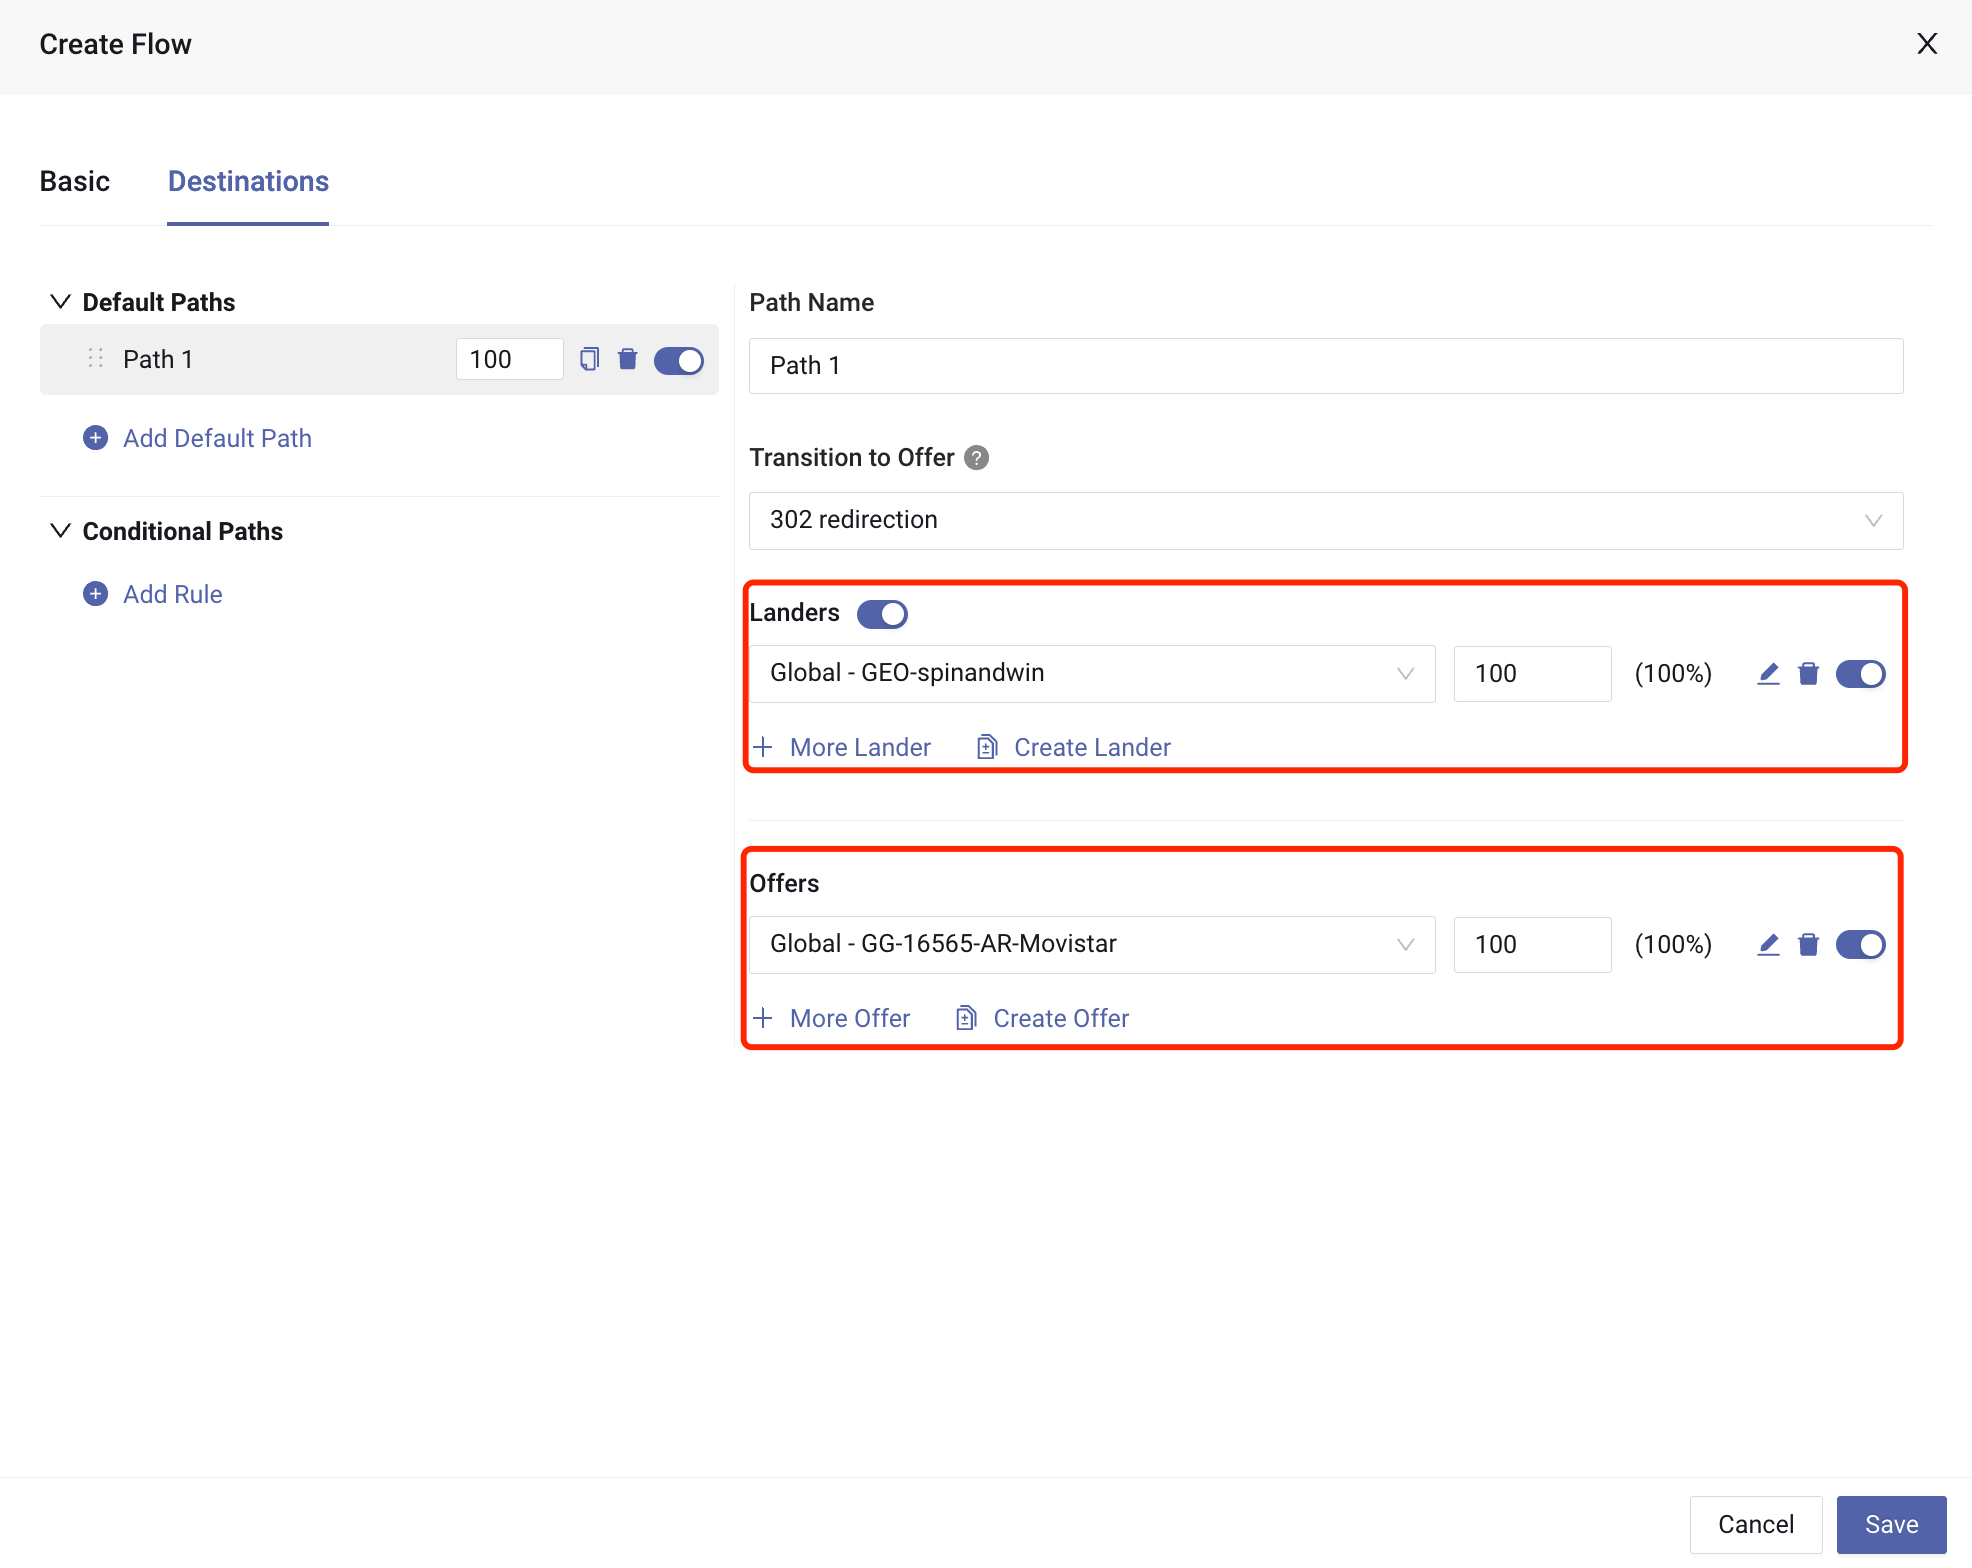 Create Flow
Basic
Destinations
Default Paths
Path 1
100
Add Default Path
Conditional Paths
Add Rule
Path Name
Path 1
Transition to Offer ?
302 redirection
Landers
Global - GEO-spinandwin
100
(100%)
More Lander
Create Lander
Offers
Global - GG-16565-AR-Movistar
100
(100%)
More Offer
Create Offer
Cancel
Save